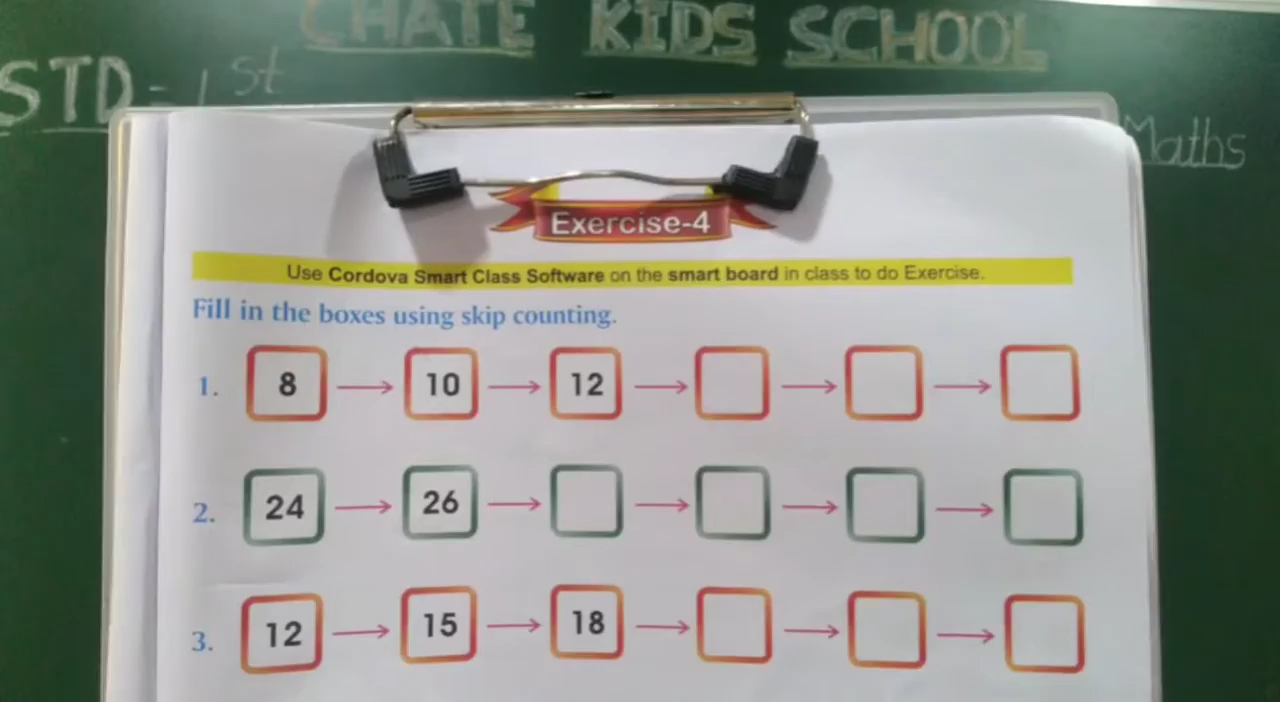 CHATE KIDS SCHOOL
STD - 1st
Maths
Exercise-4
Use Cordova Smart Class Software on the smart board in class to do Exercise.
Fill in the boxes using skip counting.
1. 8 → 10 → 12 → → →
2. 24 → 26 → → → →
3. 12 → 15 → 18 → → →